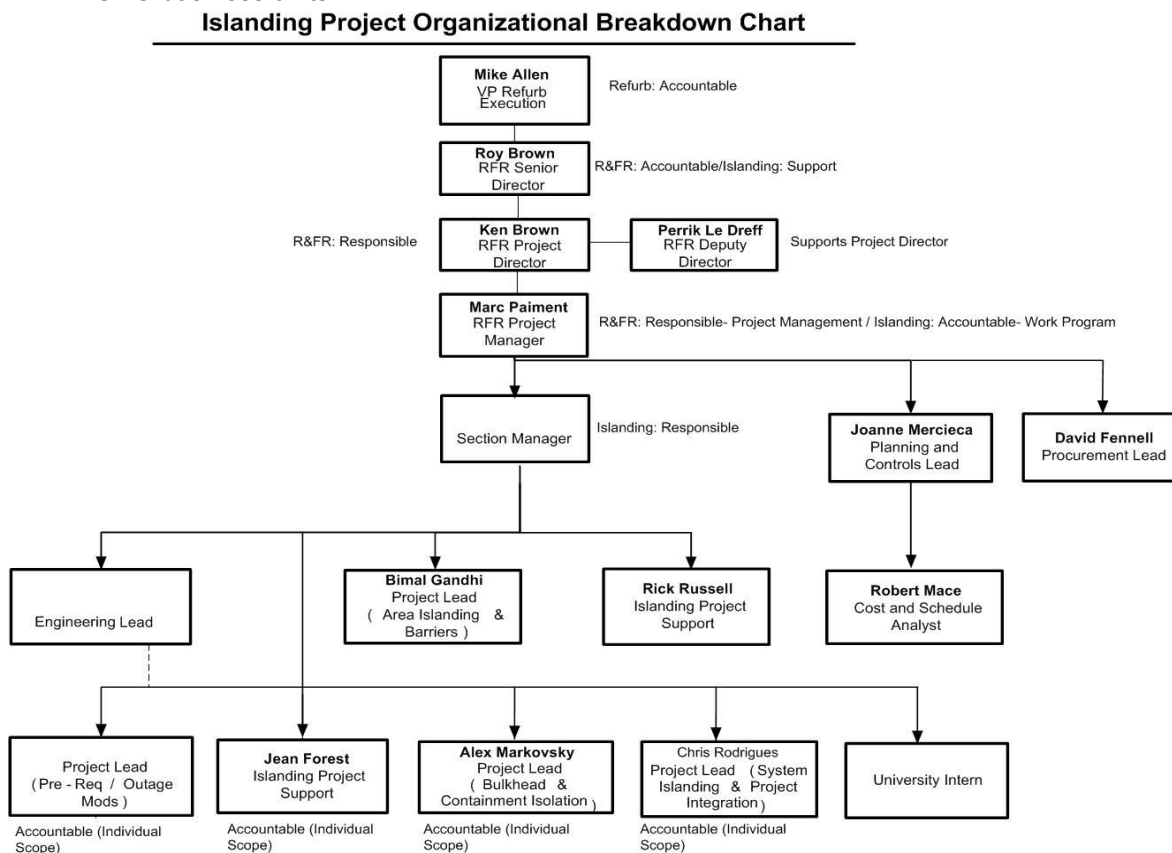 Islanding Project Organizational Breakdown Chart
Mike Allen
VP Refurb
Execution
Refurb: Accountable
Roy Brown
RFR Senior
Director
R&FR: Accountable/Islanding: Support
R&FR: Responsible
Ken Brown
RFR Project
Director
Perrik Le Dreff
RFR Deputy
Director
Supports Project Director
Marc Paiment
RFR Project
Manager
R&FR: Responsible- Project Management / Islanding: Accountable- Work Program
Section Manager
Islanding: Responsible
Joanne Mercieca
Planning and
Controls Lead
David Fennell
Procurement Lead
Engineering Lead
Bimal Gandhi
Project Lead
( Area Islanding &
Barriers )
Rick Russell
Islanding Project
Support
Robert Mace
Cost and Schedule
Analyst
Project Lead
(Pre - Req / Outage
Mods )
Accountable (Individual
Scope)
Jean Forest
Islanding Project
Support
Accountable (Individual
Scope)
Alex Markovsky
Project Lead
( Bulkhead &
Containment Isolation )
Accountable (Individual
Scope)
Chris Rodrigues
Project Lead (System
Islanding & Project
Integration)
Accountable (Individual
Scope)
University Intern